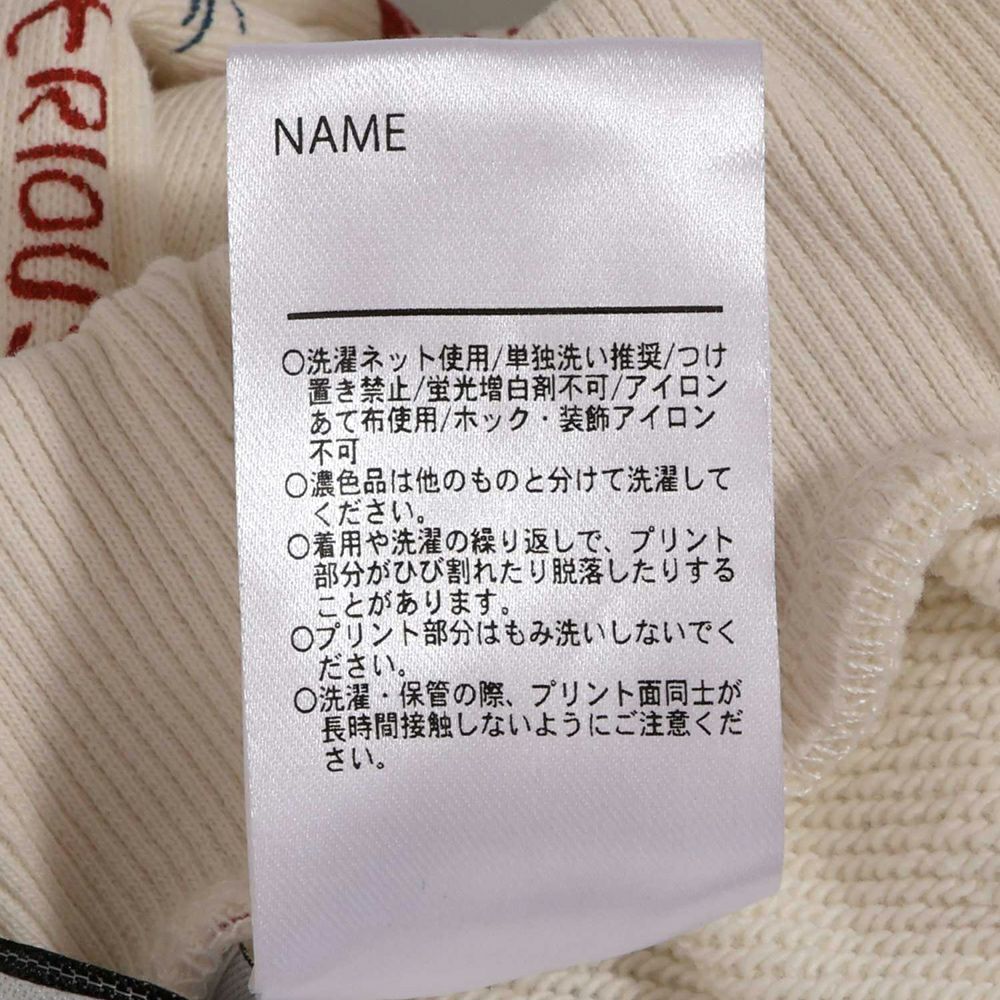 ERIOU
NAME
○洗濯ネット使用/単独洗い推奨/つけ
置き禁止/蛍光増白剤不可/アイロン
あて布使用/ホック・装飾アイロン
不可
○濃色品は他のものと分けて洗濯して
ください。
○着用や洗濯の繰り返しで、プリント
部分がひび割れたり脱落したりする
ことがあります。
○プリント部分はもみ洗いしないでく
ださい。
○洗濯・保管の際、プリント面同士が
長時間接触しないようにご注意くだ
さい。